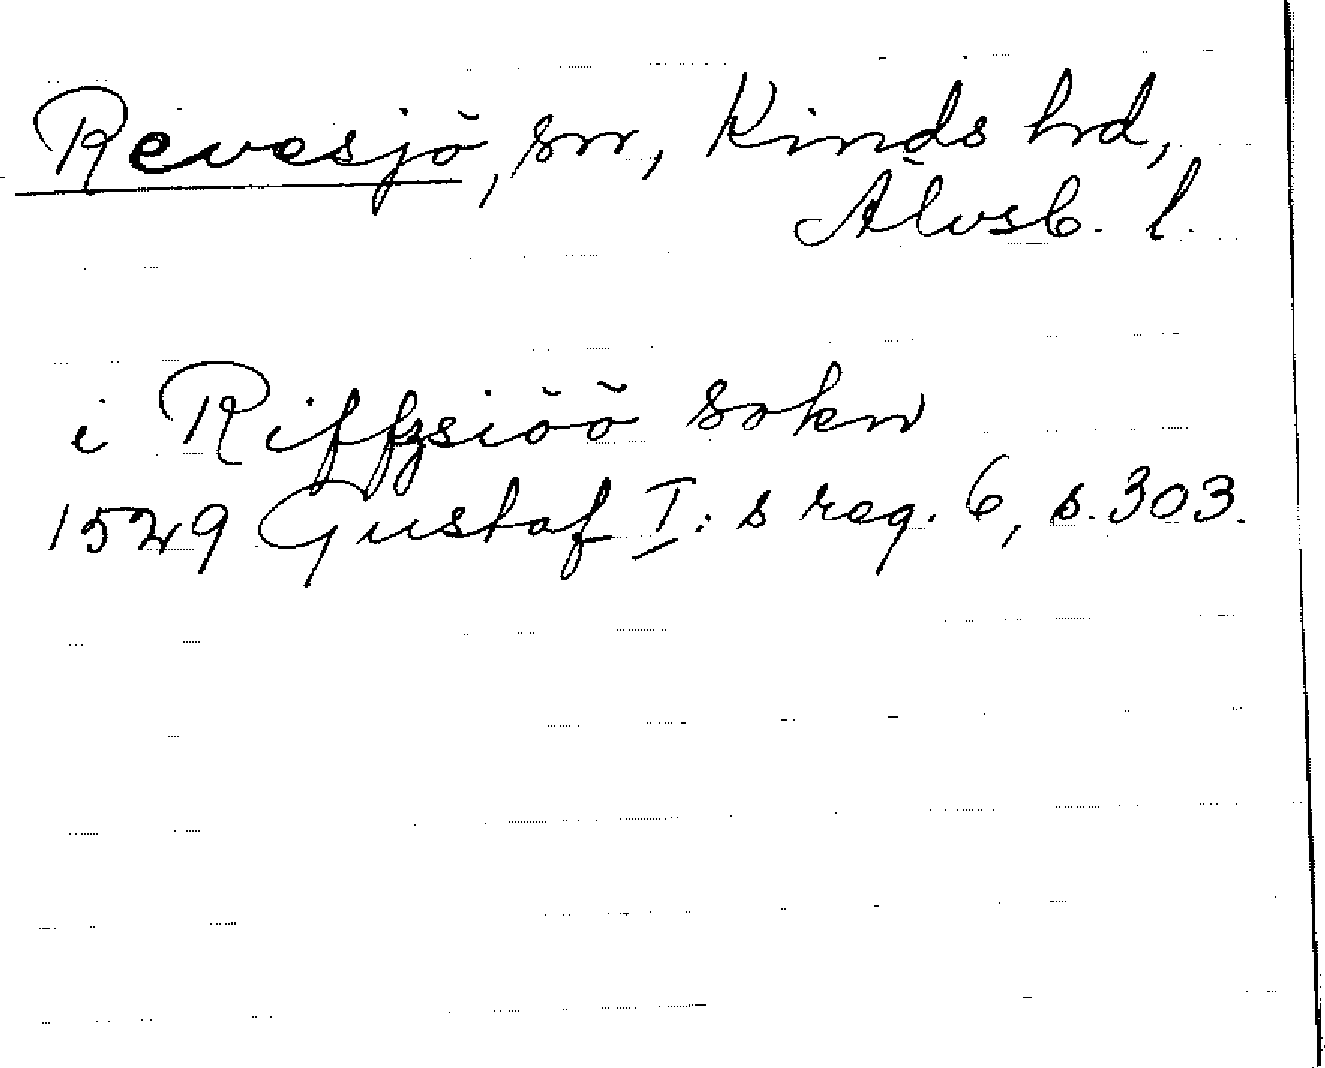 Revesjö, sn, Kinds hd,
Älvsb. l.
i Riffzsiöö sokn
1529 Gustaf I:s reg. 6, s. 303.